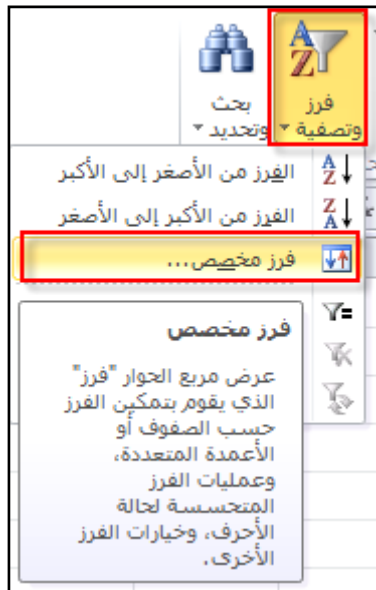 فرز
وتصفية
بحث
وتحديد
الفرز من الأصغر إلى الأكبر
الفرز من الأكبر إلى الأصغر
فرز مخصص...
فرز مخصص
عرض مربع الحوار "فرز"
الذي يقوم بتمكين الفرز
حسب الصفوف أو
الأعمدة المتعددة،
وعمليات الفرز
المتحسسة لحالة
الأحرف، وخيارات الفرز
الأخرى.